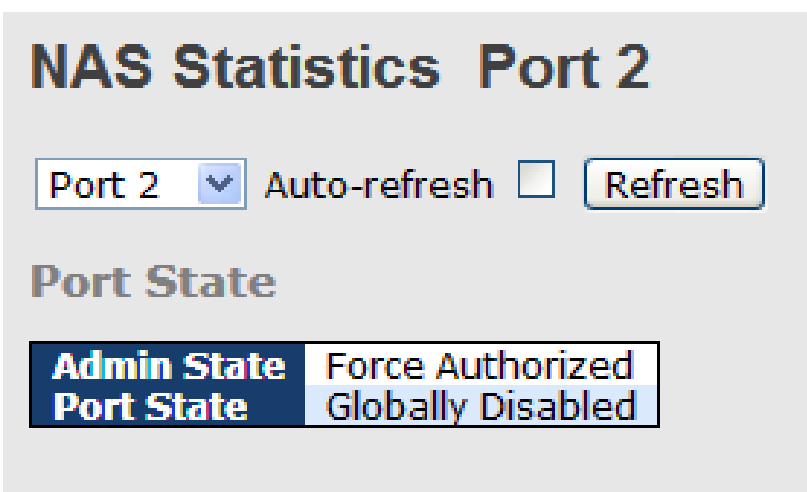 NAS Statistics Port 2
Port 2 Auto-refresh Refresh
Port State
Admin State Force Authorized
Port State Globally Disabled